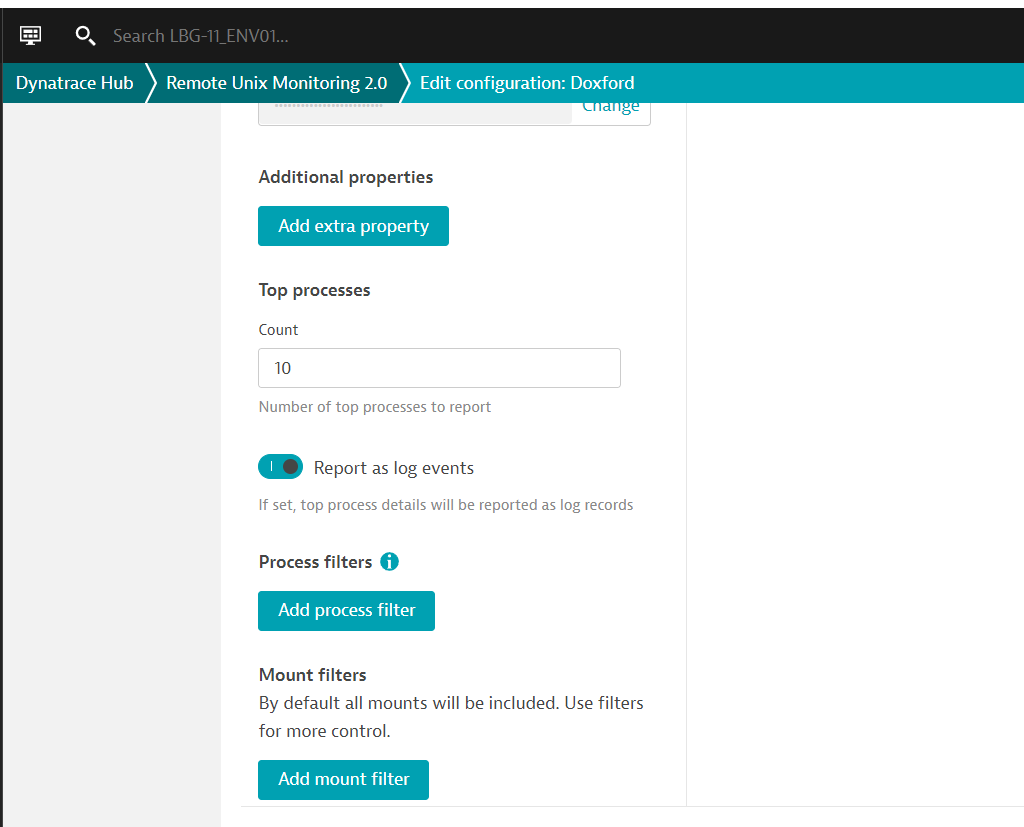 Search LBG-11_ENV01...
Dynatrace Hub
Remote Unix Monitoring 2.0
Edit configuration: Doxford
Change
Additional properties
Add extra property
Top processes
Count
10
Number of top processes to report
Report as log events
If set, top process details will be reported as log records
Process filters
Add process filter
Mount filters
By default all mounts will be included. Use filters
for more control.
Add mount filter